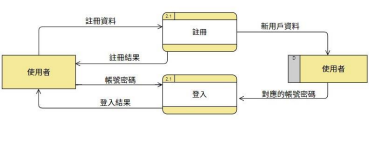 2.1
註冊資料
註冊
新用戶資料
註冊結果
D
使用者
使用者
帳號密碼
2.1
登入
對應的帳號密碼
登入結果